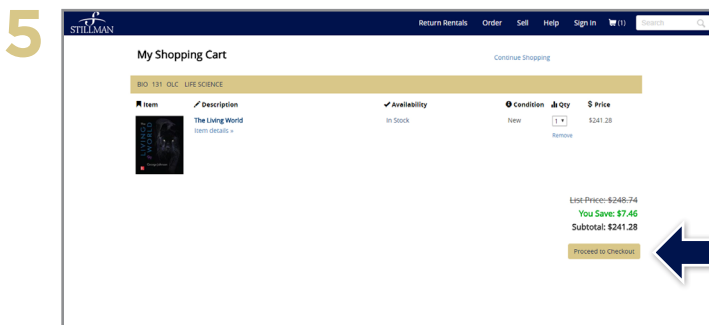 5
STILLMAN
Return Rentals Order Sell Help Sign In (1) Search
My Shopping Cart
Continue Shopping
BIO 131 OLC LIFE SCIENCE
Item Description Availability Condition Qty $ Price
The Living World In Stock New 1 $241.28
Item details »
Remove
LIVING
WORLD
List Price: $248.74
You Save: $7.46
Subtotal: $241.28
Proceed to Checkout